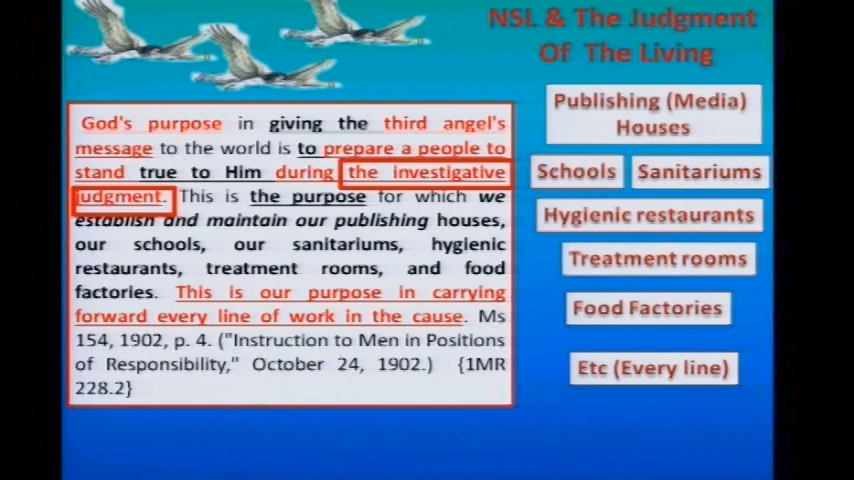 NSL & The Judgment
Of The Living
God's purpose in giving the third angel's
message to the world is to prepare a people to
stand true to Him during the investigative
judgment. This is the purpose for which we
establish and maintain our publishing houses,
our schools, our sanitariums, hygienic
restaurants, treatment rooms, and food
factories. This is our purpose in carrying
forward every line of work in the cause. Ms
154, 1902, p. 4. ("Instruction to Men in Positions
of Responsibility," October 24, 1902.) {1MR
228.2}
Publishing (Media)
Houses
Schools
Sanitariums
Hygienic restaurants
Treatment rooms
Food Factories
Etc (Every line)